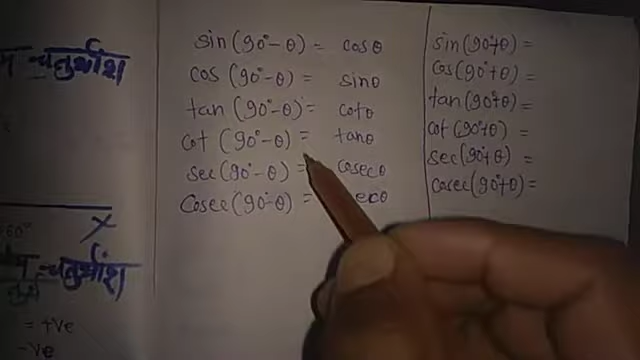 चतुर्थांश
sin(90°-θ) = cosθ
cos(90°-θ) = sinθ
tan(90°-θ) = cotθ
cot(90°-θ) = tanθ
sec(90°-θ) = cosecθ
Cosec(90°-θ) = ecθ
sin(90°+θ) =
cos(90°+θ) =
tan(90°+θ) =
cot(90°+θ) =
sec(90°+θ) =
cosec(90°+θ) =
चतुर्थांश
= +Ve
-Ve